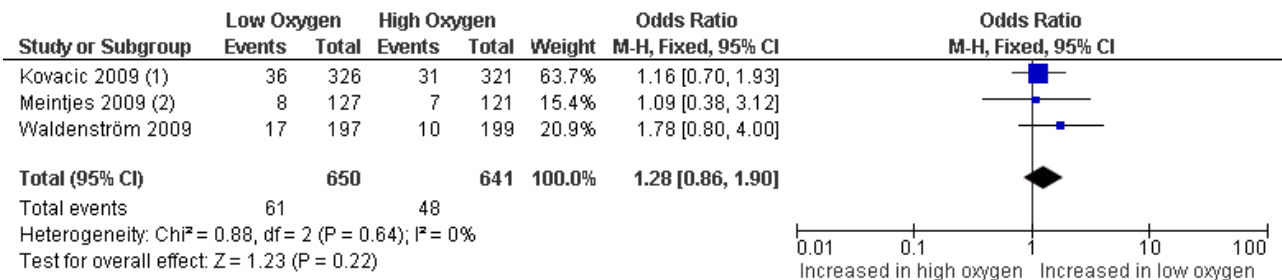 Low Oxygen High Oxygen Odds Ratio Odds Ratio
Study or Subgroup Events Total Events Total Weight M-H, Fixed, 95% CI M-H, Fixed, 95% CI
Kovacic 2009 (1) 36 326 31 321 63.7% 1.16 [0.70, 1.93]
Meintjes 2009 (2) 8 127 7 121 15.4% 1.09 [0.38, 3.12]
Waldenström 2009 17 197 10 199 20.9% 1.78 [0.80, 4.00]
Total (95% CI) 650 641 100.0% 1.28 [0.86, 1.90]
Total events 61 48
Heterogeneity: Chi² = 0.88, df = 2 (P = 0.64); I² = 0%
Test for overall effect: Z = 1.23 (P = 0.22)
0.01 0.1 1 10 100
Increased in high oxygen Increased in low oxygen